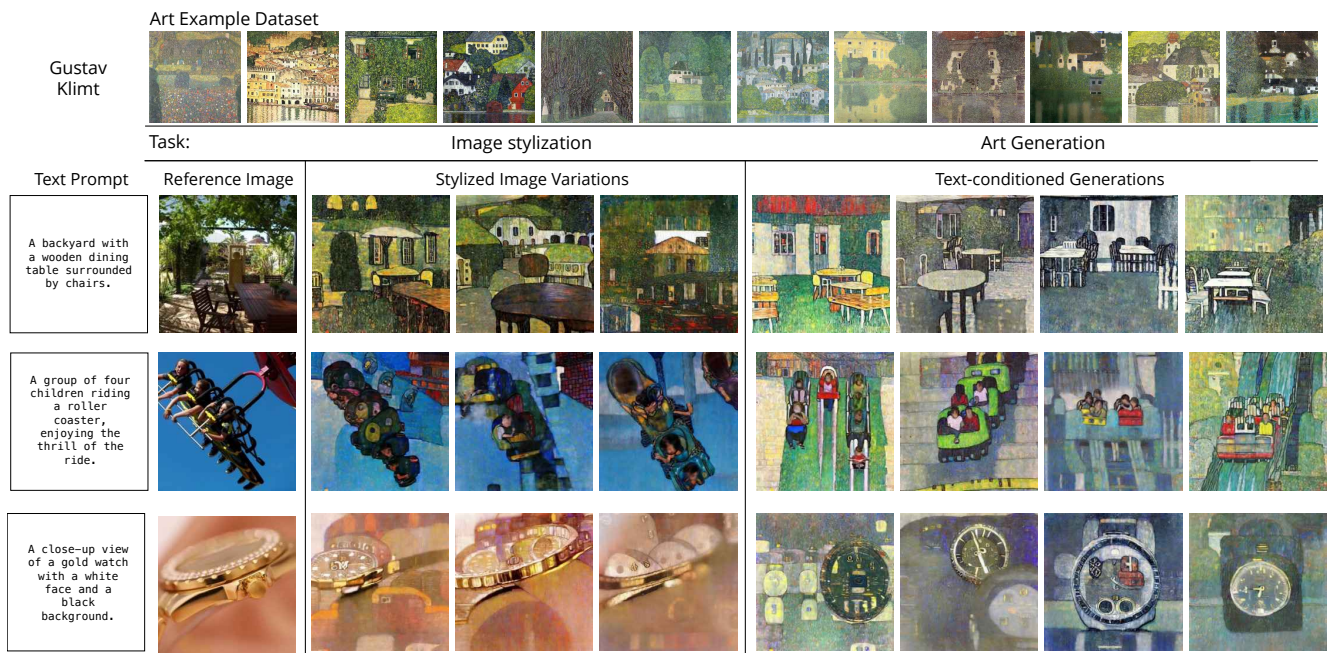 Art Example Dataset
Gustav
Klimt
Task:
Image stylization
Art Generation
Text Prompt
Reference Image
Stylized Image Variations
Text-conditioned Generations
A backyard with
a wooden dining
table surrounded
by chairs.
A group of four
children riding
a roller
coaster,
enjoying the
thrill of the
ride.
A close-up view
of a gold watch
with a white
face and a
black
background.